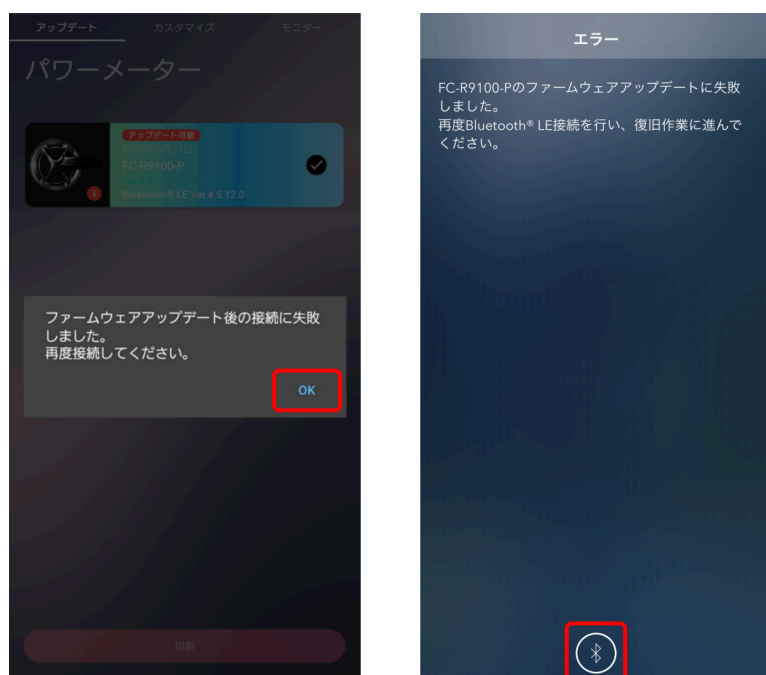 アップデート
カスタマイズ
モニター
パワーメーター
アップデート可能
FC-R9100-P
Bluetooth® LE Ver.4.5.12.0
ファームウェアアップデート後の接続に失敗
しました。
再度接続してください。
OK
切断
エラー
FC-R9100-Pのファームウェアアップデートに失敗
しました。
再度Bluetooth® LE接続を行い、復旧作業に進んで
ください。